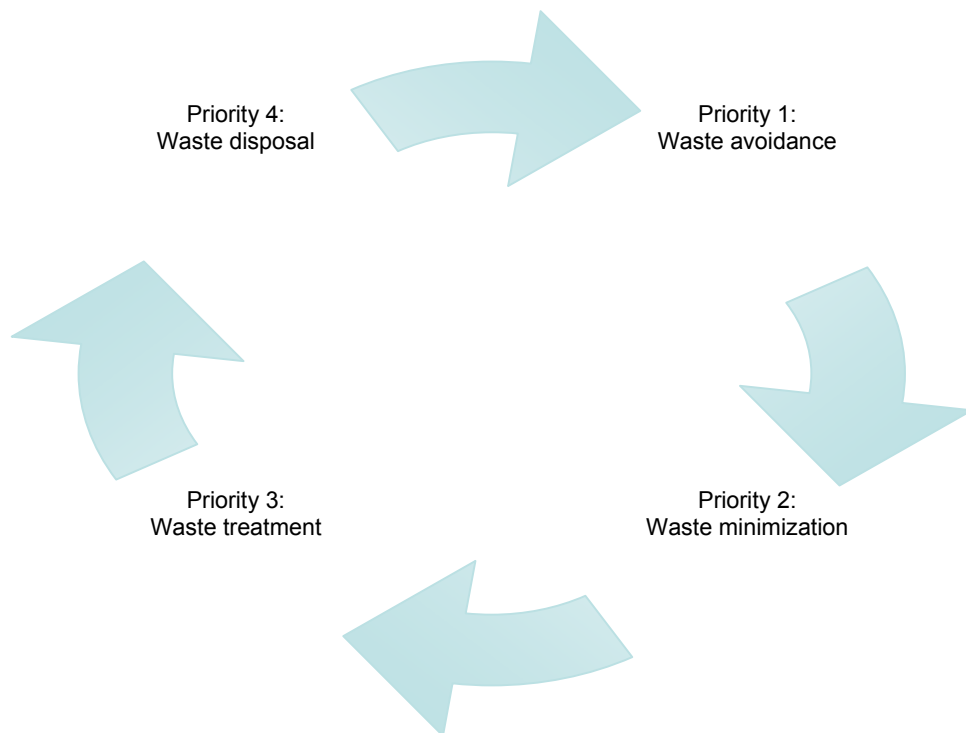 Priority 4:
Waste disposal
Priority 1:
Waste avoidance
Priority 3:
Waste treatment
Priority 2:
Waste minimization